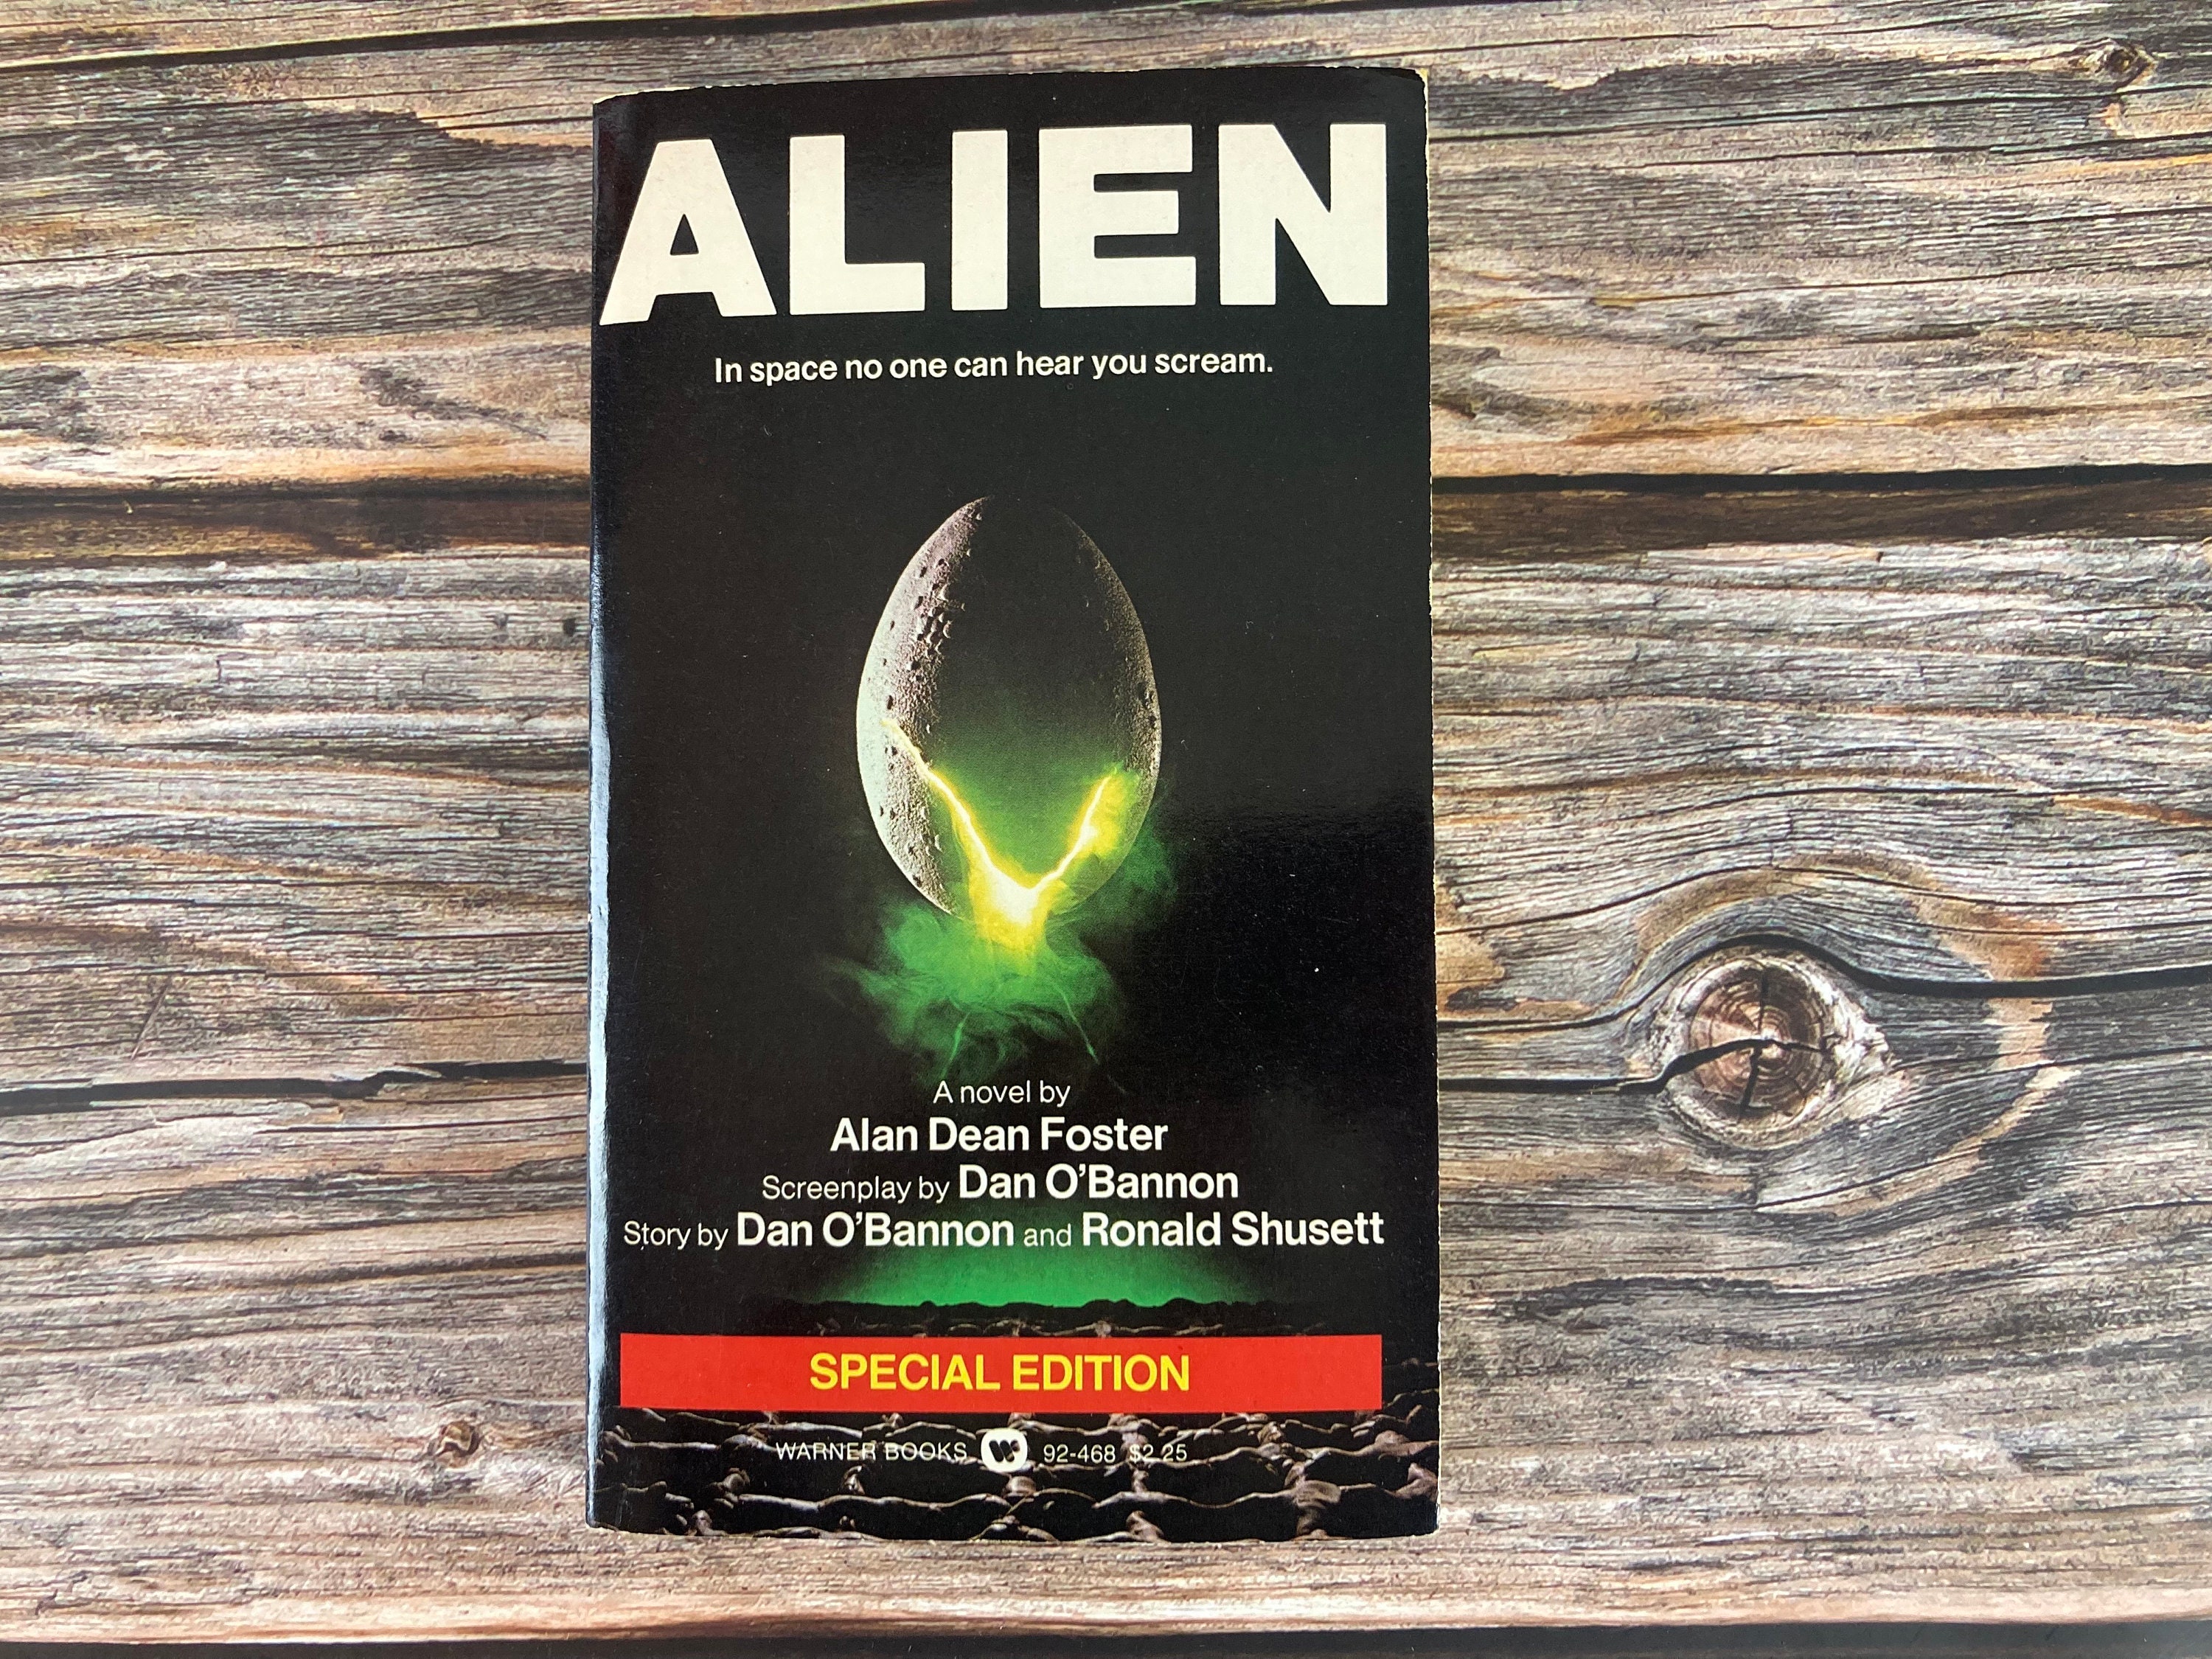 ALIEN
In space no one can hear you scream.
A novel by
Alan Dean Foster
Screenplay by Dan O'Bannon
Story by Dan O'Bannon and Ronald Shusett
SPECIAL EDITION
WARNER BOOKS W 92-468 $2.25